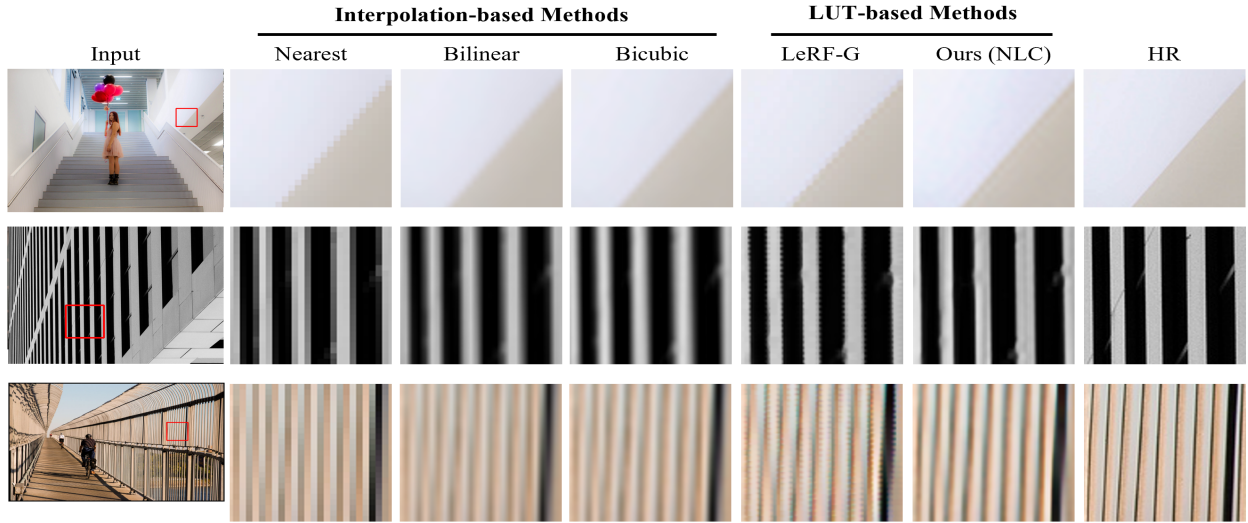 Interpolation-based Methods
LUT-based Methods
Input
Nearest
Bilinear
Bicubic
LeRF-G
Ours (NLC)
HR